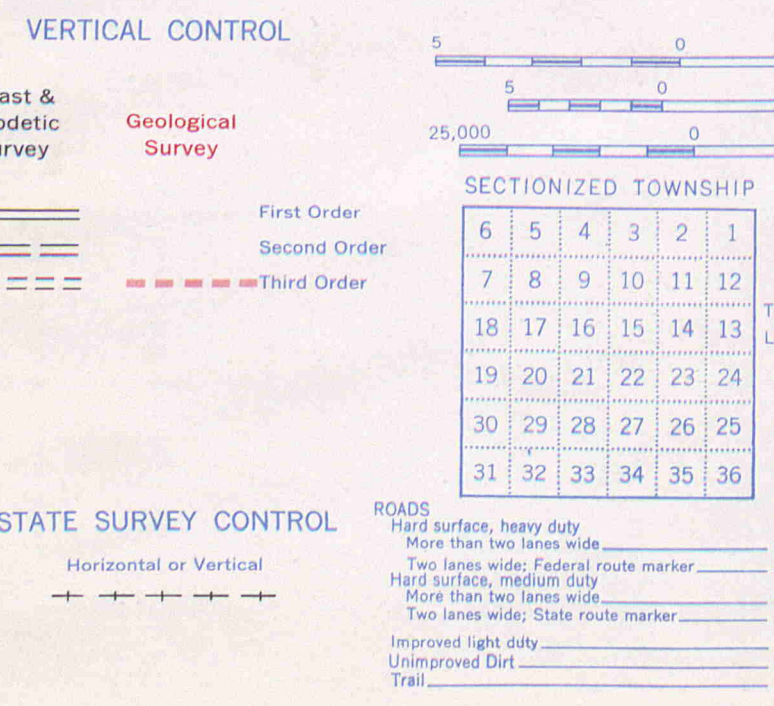 VERTICAL CONTROL
Geological
Survey
First Order
Second Order
Third Order
5 0
5 0
25,000 0
SECTIONIZED TOWNSHIP
6 5 4 3 2 1
7 8 9 10 11 12
18 17 16 15 14 13
19 20 21 22 23 24
30 29 28 27 26 25
31 32 33 34 35 36
STATE SURVEY CONTROL
Horizontal or Vertical
ROADS
Hard surface, heavy duty
More than two lanes wide
Two lanes wide; Federal route marker
Hard surface, medium duty
More than two lanes wide
Two lanes wide; State route marker
Improved light duty
Unimproved Dirt
Trail